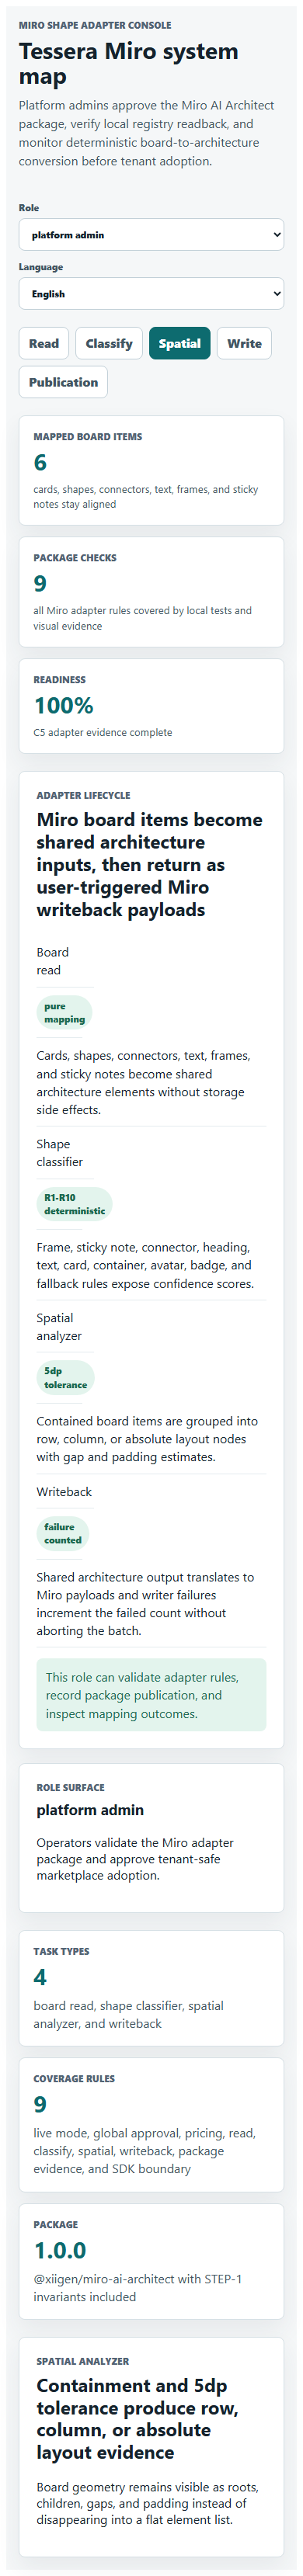 MIRO SHAPE ADAPTER CONSOLE
Tessera Miro system
map
Platform admins approve the Miro AI Architect
package, verify local registry readback, and
monitor deterministic board-to-architecture
conversion before tenant adoption.
Role
platform admin
Language
English
Read
Classify
Spatial
Write
Publication
MAPPED BOARD ITEMS
6
cards, shapes, connectors, text, frames, and sticky
notes stay aligned
PACKAGE CHECKS
9
all Miro adapter rules covered by local tests and
visual evidence
READINESS
100%
C5 adapter evidence complete
ADAPTER LIFECYCLE
Miro board items become
shared architecture
inputs, then return as
user-triggered Miro
writeback payloads
Board
read
pure
mapping
Cards, shapes, connectors, text, frames,
and sticky notes become shared
architecture elements without storage
side effects.
Shape
classifier
R1-R10
deterministic
Frame, sticky note, connector, heading,
text, card, container, avatar, badge, and
fallback rules expose confidence scores.
Spatial
analyzer
5dp
tolerance
Contained board items are grouped into
row, column, or absolute layout nodes
with gap and padding estimates.
Writeback
failure
counted
Shared architecture output translates to
Miro payloads and writer failures
increment the failed count without
aborting the batch.
This role can validate adapter rules,
record package publication, and
inspect mapping outcomes.
ROLE SURFACE
platform admin
Operators validate the Miro adapter
package and approve tenant-safe
marketplace adoption.
TASK TYPES
4
board read, shape classifier, spatial
analyzer, and writeback
COVERAGE RULES
9
live mode, global approval, pricing, read,
classify, spatial, writeback, package
evidence, and SDK boundary
PACKAGE
1.0.0
@xiigen/miro-ai-architect with STEP-1
invariants included
SPATIAL ANALYZER
Containment and 5dp
tolerance produce row,
column, or absolute
layout evidence
Board geometry remains visible as roots,
children, gaps, and padding instead of
disappearing into a flat element list.